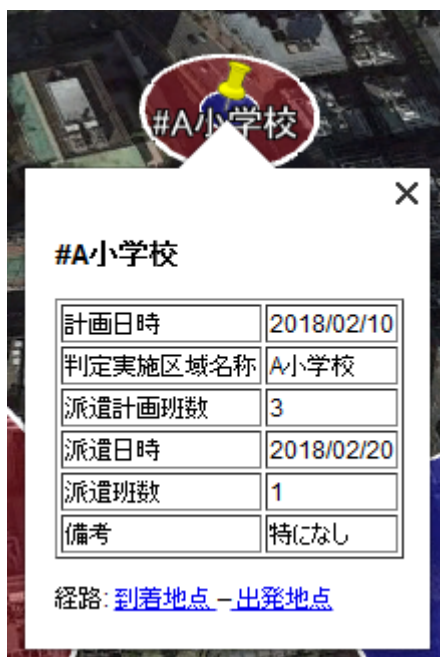 #A小学校
#A小学校
計画日時 2018/02/10
判定実施区域名称 A小学校
派遣計画班数 3
派遣日時 2018/02/20
派遣班数 1
備考 特になし
経路: 到着地点 – 出発地点